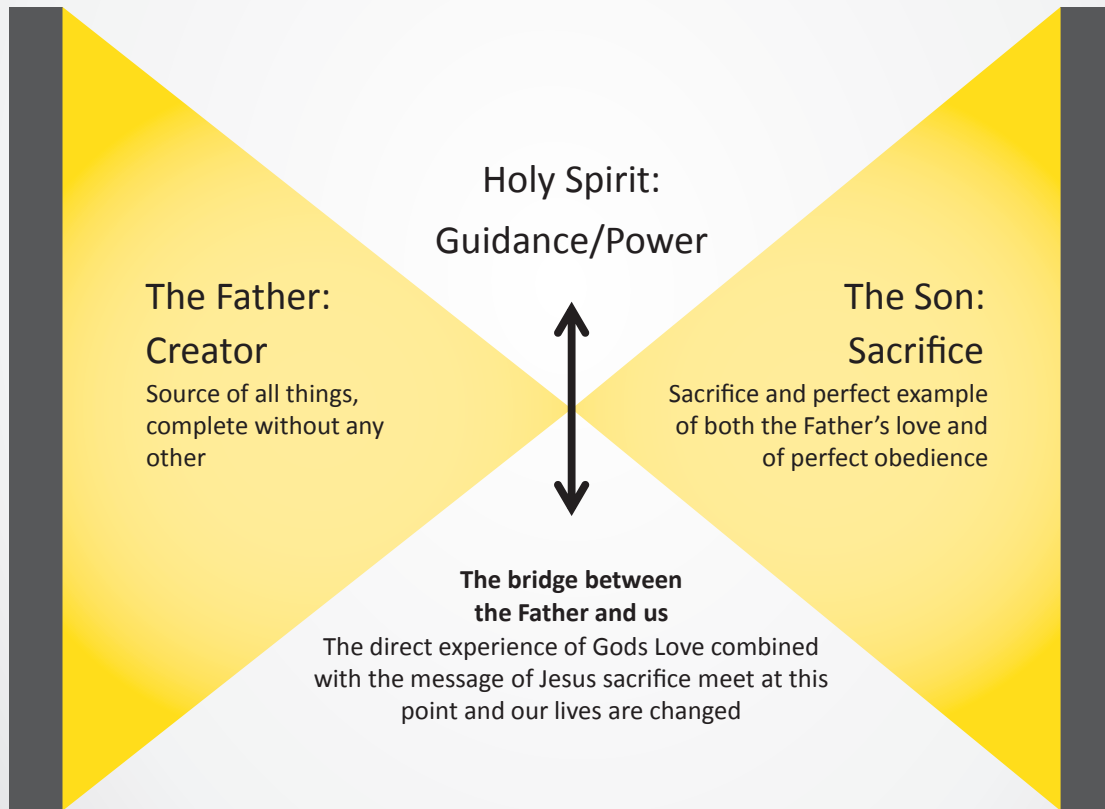 Holy Spirit:
Guidance/Power
The Father:
Creator
Source of all things,
complete without any
other
The Son:
Sacrifice
Sacrifice and perfect example
of both the Father’s love and
of perfect obedience
The bridge between
the Father and us
The direct experience of Gods Love combined
with the message of Jesus sacrifice meet at this
point and our lives are changed